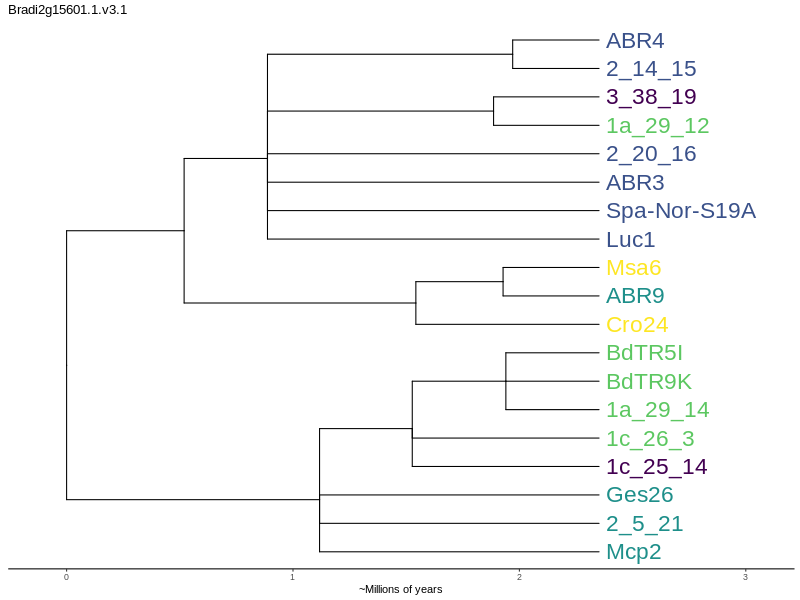 Bradi2g15601.1.v3.1
ABR4
2_14_15
3_38_19
1a_29_12
2_20_16
ABR3
Spa-Nor-S19A
Luc1
Msa6
ABR9
Cro24
BdTR5I
BdTR9K
1a_29_14
1c_26_3
1c_25_14
Ges26
2_5_21
Mcp2
0 1 2 3
~Millions of years